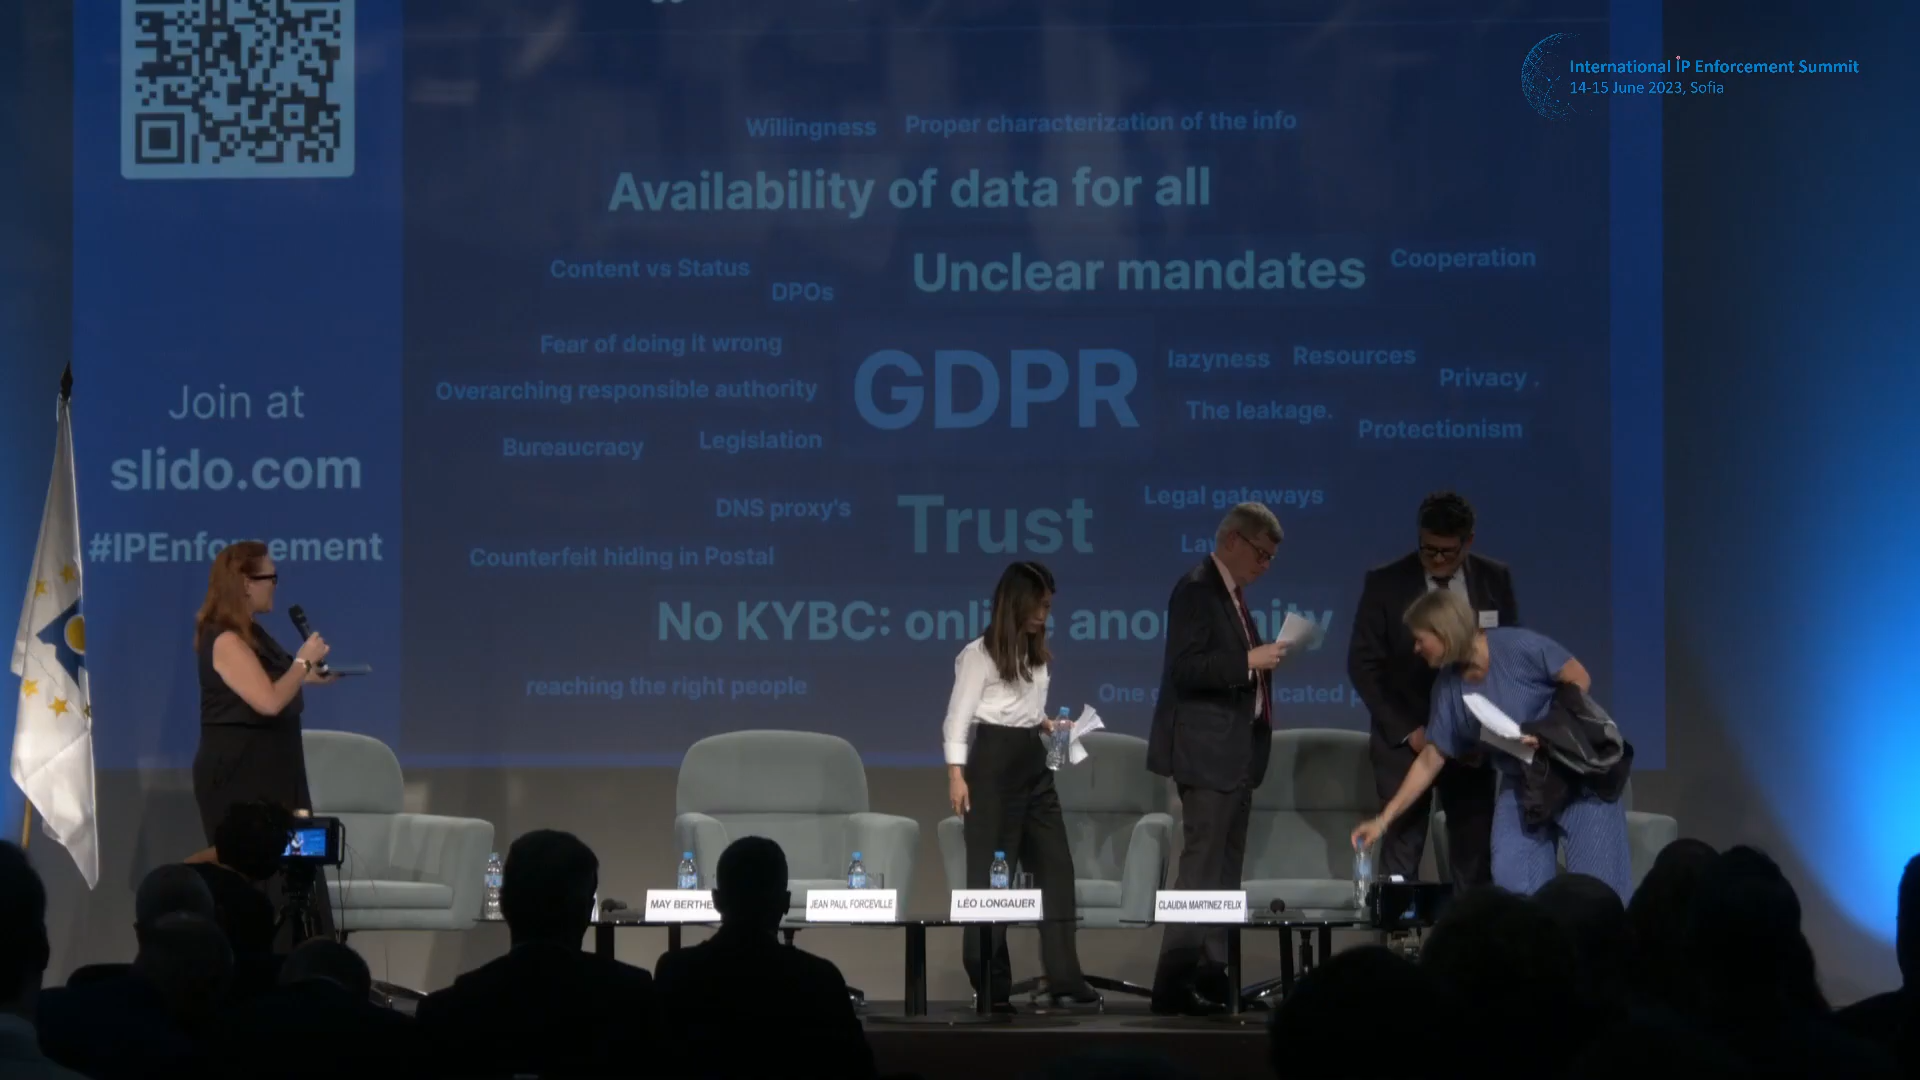 International IP Enforcement Summit
14-15 June 2023, Sofia
Willingness
Proper characterization of the info
Availability of data for all
Content vs Status
DPOs
Unclear mandates
Cooperation
Fear of doing it wrong
Overarching responsible authority
GDPR
lazyness
Resources
Privacy .
The leakage.
Protectionism
Bureaucracy
Legislation
DNS proxy's
Trust
Legal gateways
Counterfeit hiding in Postal
No KYBC:
reaching the right people
One
Join at
slido.com
MAY
JEAN PAUL FORCEVILLE
LÉO LONGAUER
CLAUDIA MARTINEZ FELIX